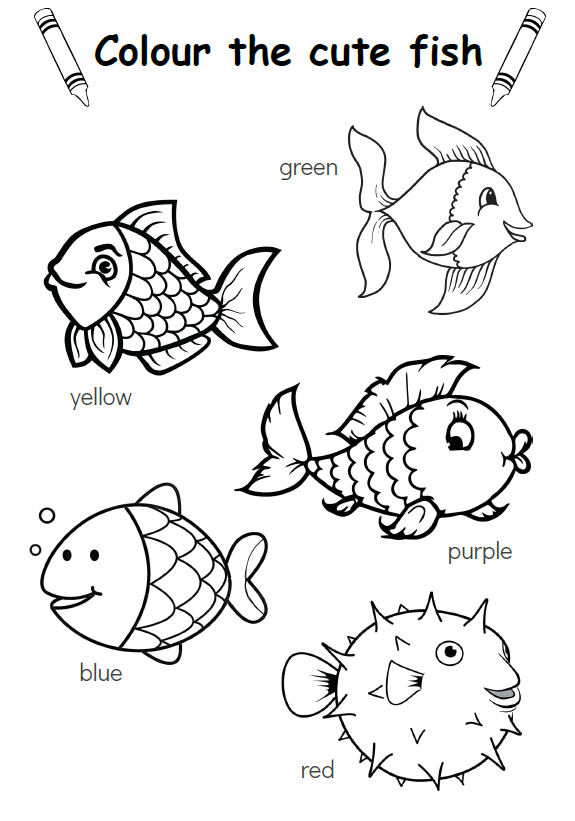 Colour the cute fish
green
yellow
purple
blue
red